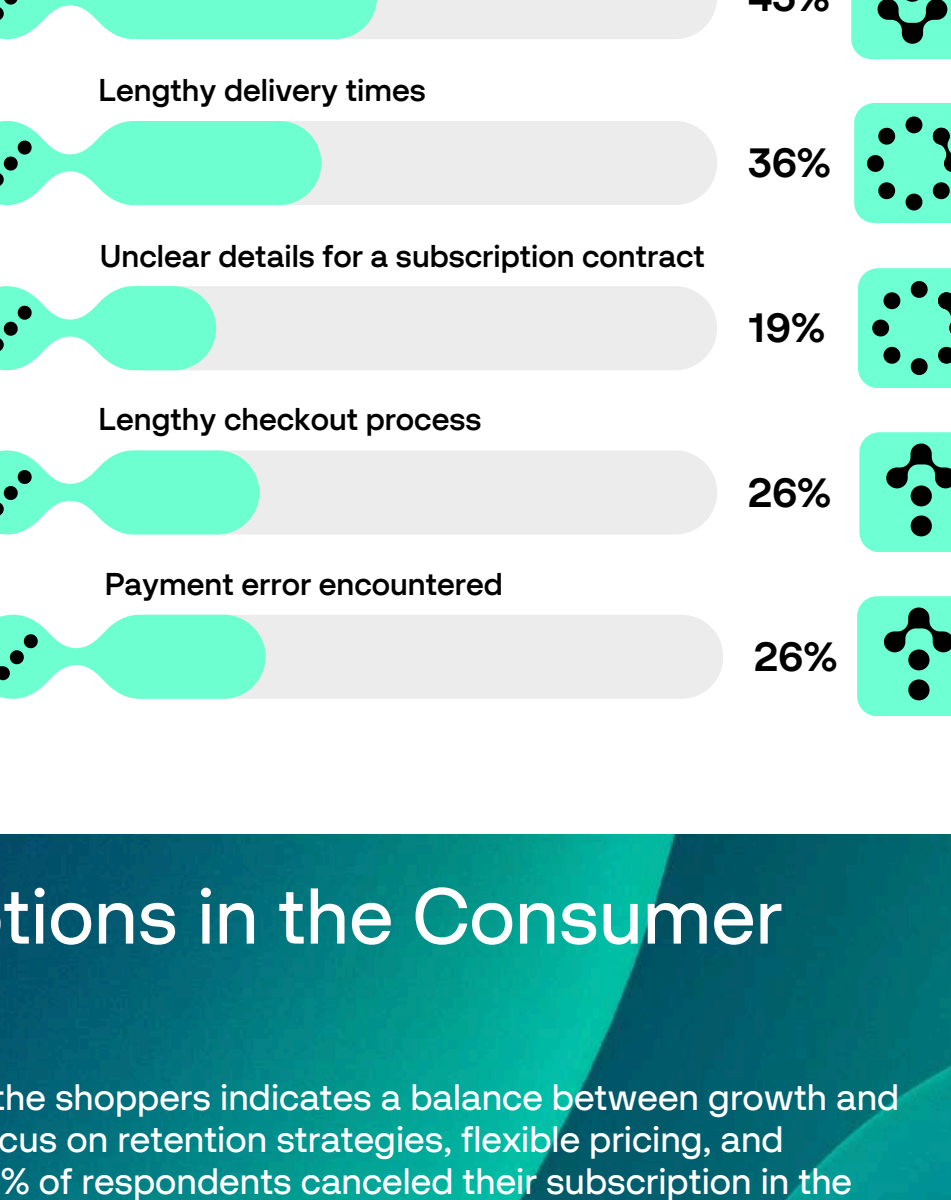 Lengthy delivery times
36%
Unclear details for a subscription contract
19%
Lengthy checkout process
26%
Payment error encountered
26%
in the Consumer
the shoppers indicates a balance between growth and
on retention strategies, flexible pricing, and
% of respondents canceled their subscription in the